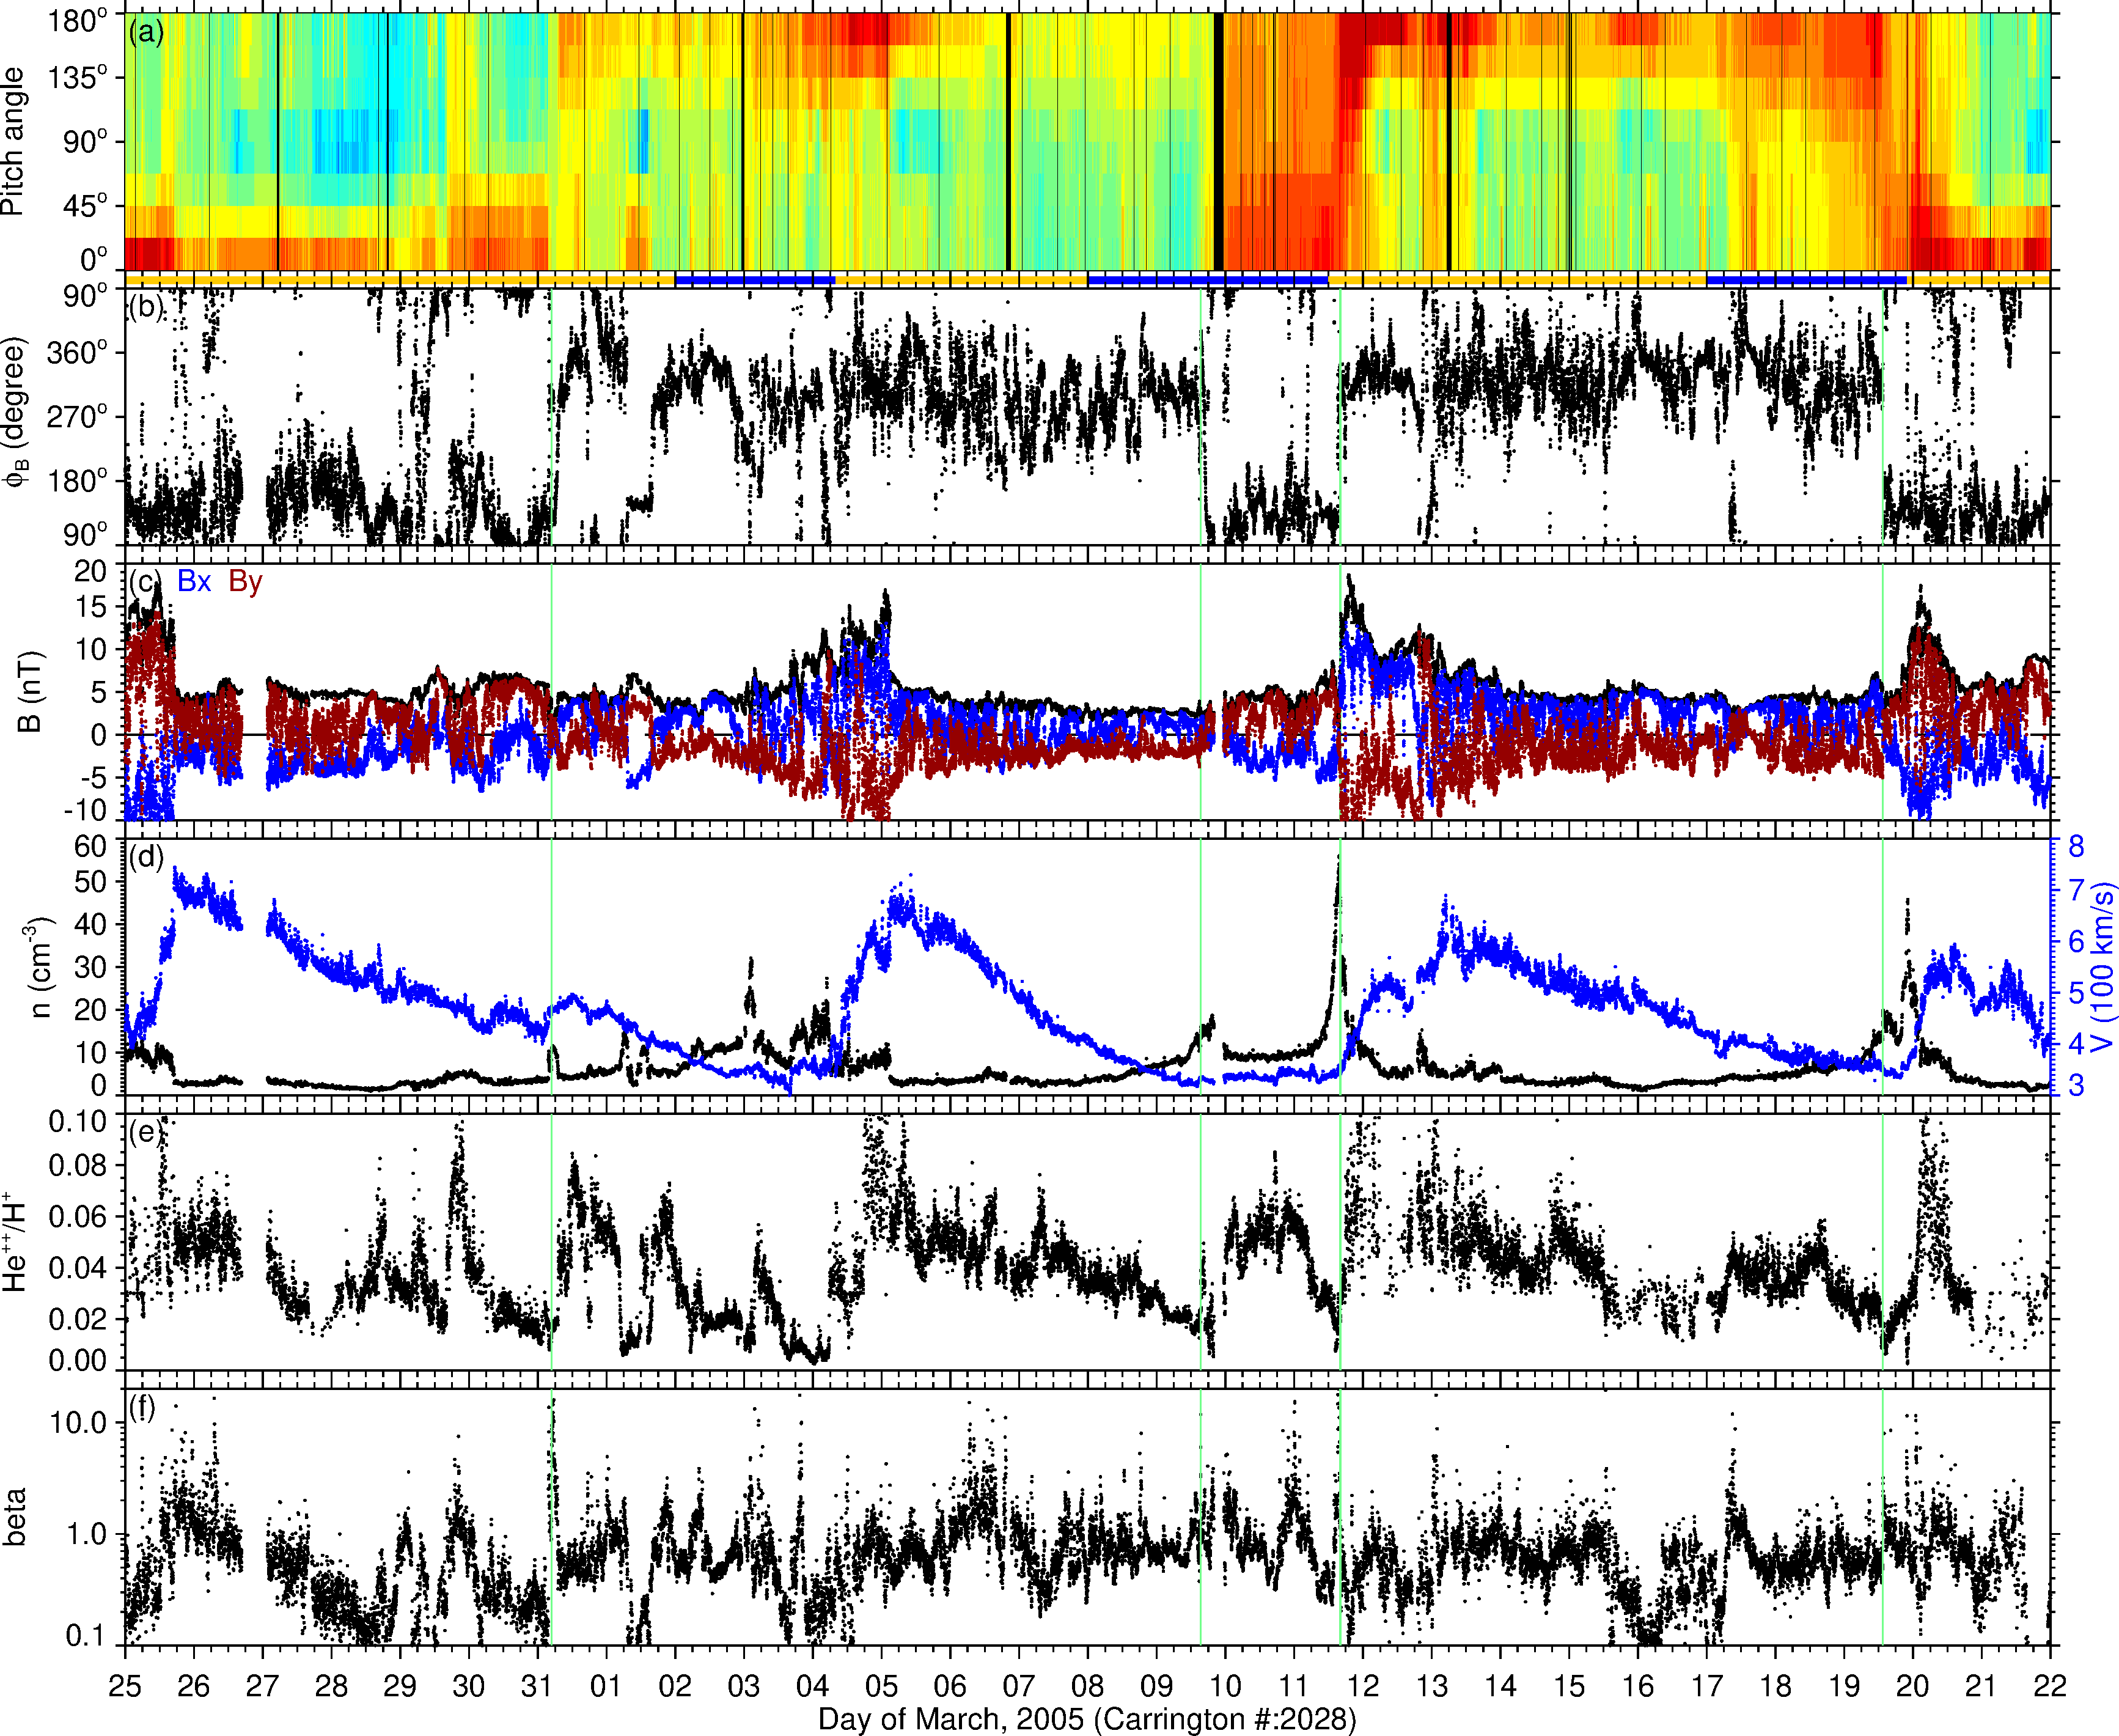 (a)
Pitch angle
180°
135°
90°
45°
0°
(b)
ϕB (degree)
90°
360°
270°
180°
90°
(c) Bx By
B (nT)
20
15
10
5
0
-5
-10
(d)
n (cm⁻³)
60
50
40
30
20
10
0
V (100 km/s)
8
7
6
5
4
3
(e)
He⁺⁺/H⁺
0.10
0.08
0.06
0.04
0.02
0.00
(f)
beta
10.0
1.0
0.1
25 26 27 28 29 30 31 01 02 03 04 05 06 07 09 10 11 12 13 14 15 16 17 18 19 20 21 22
Day of March, 2005 (Carrington #:2028)